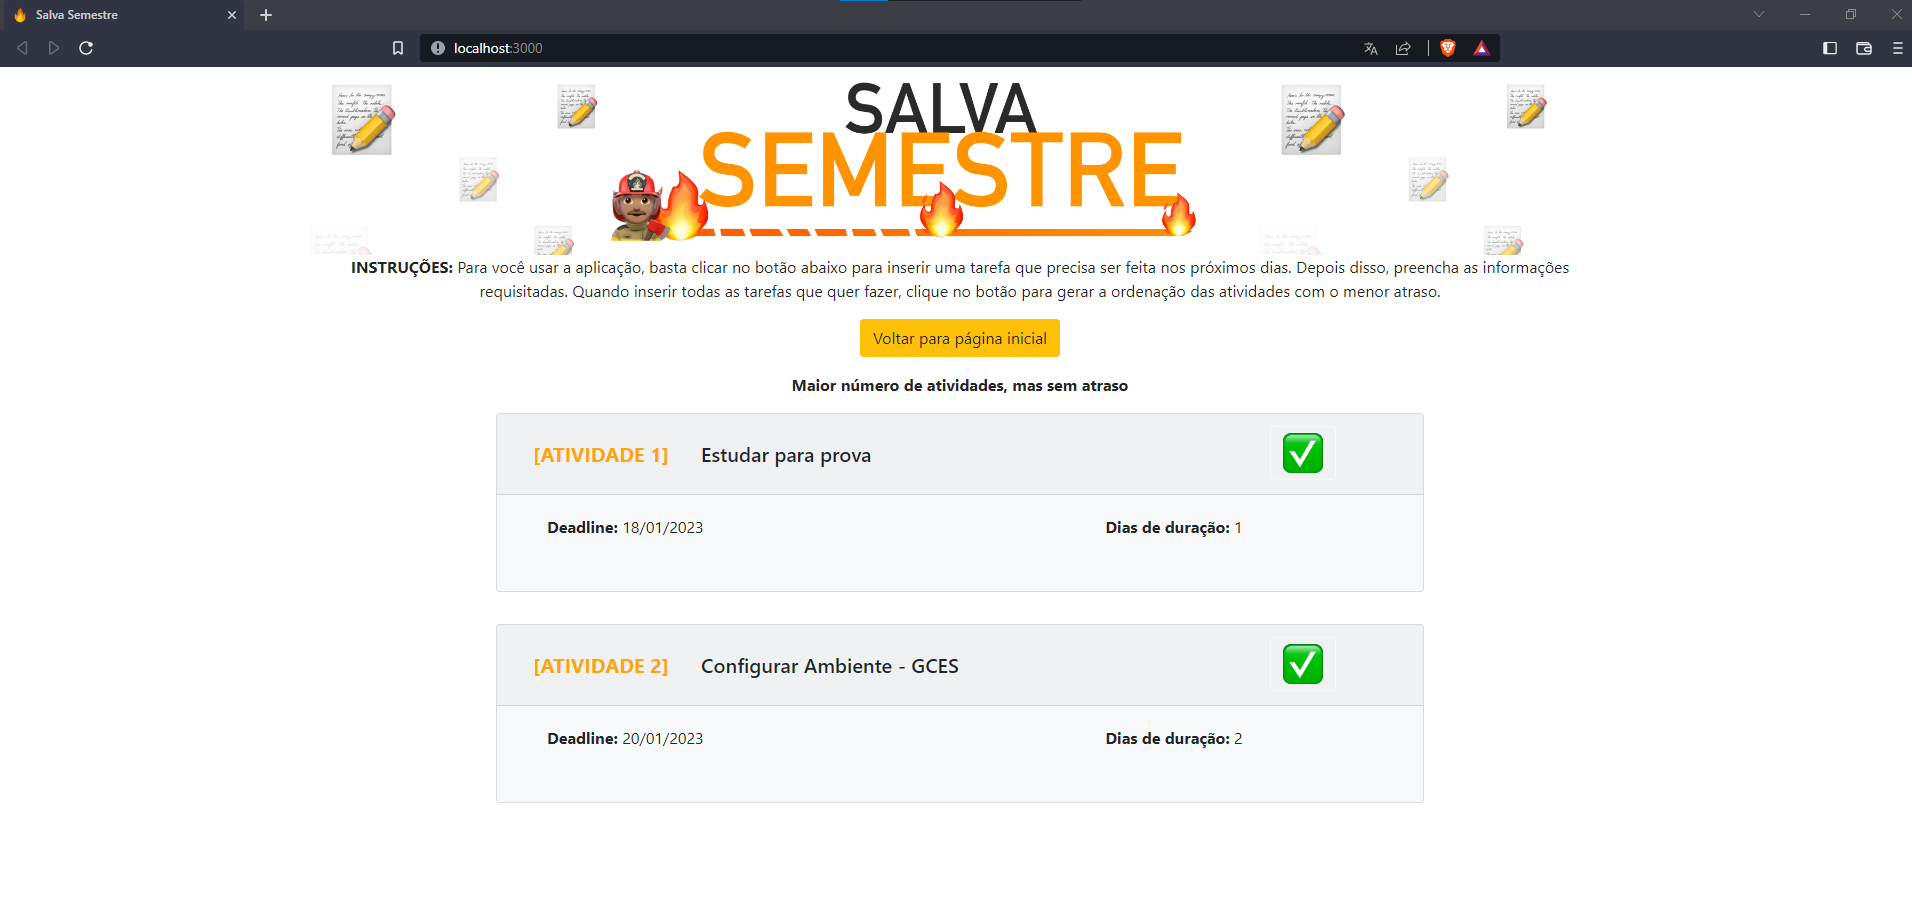 Salva Semestre
localhost:3000
SALVA
SEMESTRE
INSTRUÇÕES: Para você usar a aplicação, basta clicar no botão abaixo para inserir uma tarefa que precisa ser feita nos próximos dias. Depois disso, preencha as informações
requisitadas. Quando inserir todas as tarefas que quer fazer, clique no botão para gerar a ordenação das atividades com o menor atraso.
Voltar para página inicial
Maior número de atividades, mas sem atraso
[ATIVIDADE 1] Estudar para prova
Deadline: 18/01/2023 Dias de duração: 1
[ATIVIDADE 2] Configurar Ambiente - GCES
Deadline: 20/01/2023 Dias de duração: 2